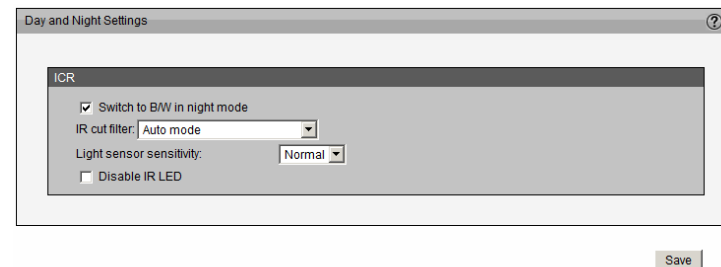 Day and Night Settings
?
ICR
Switch to B/W in night mode
IR cut filter: Auto mode
Light sensor sensitivity: Normal
Disable IR LED
Save